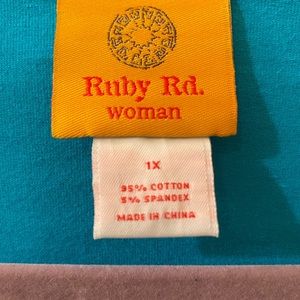 Ruby Rd.
woman
1X
95% COTTON
5% SPANDEX
MADE IN CHINA